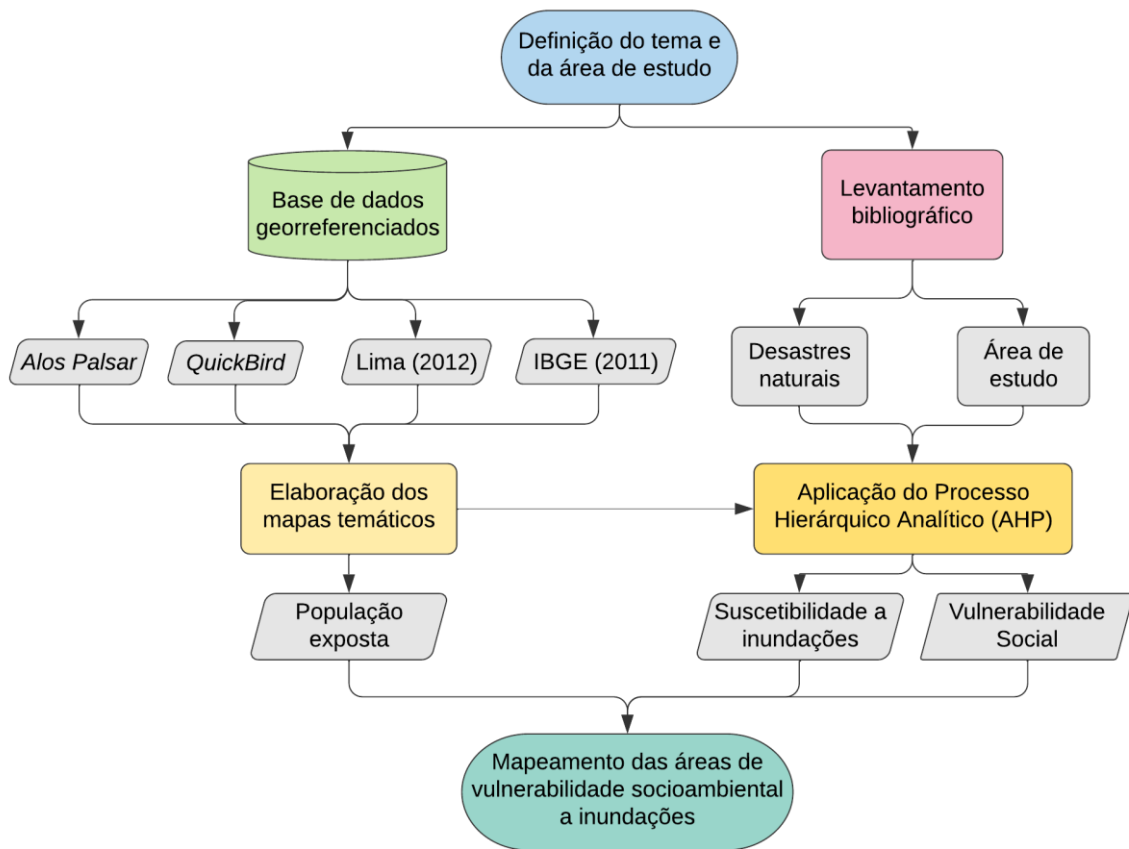 Definição do tema e
da área de estudo
Base de dados
georreferenciados
Levantamento
bibliográfico
Alos Palsar
QuickBird
Lima (2012)
IBGE (2011)
Desastres
naturais
Área de
estudo
Elaboração dos
mapas temáticos
Aplicação do Processo
Hierárquico Analítico (AHP)
População
exposta
Suscetibilidade a
inundações
Vulnerabilidade
Social
Mapeamento das áreas de
vulnerabilidade socioambiental
a inundações